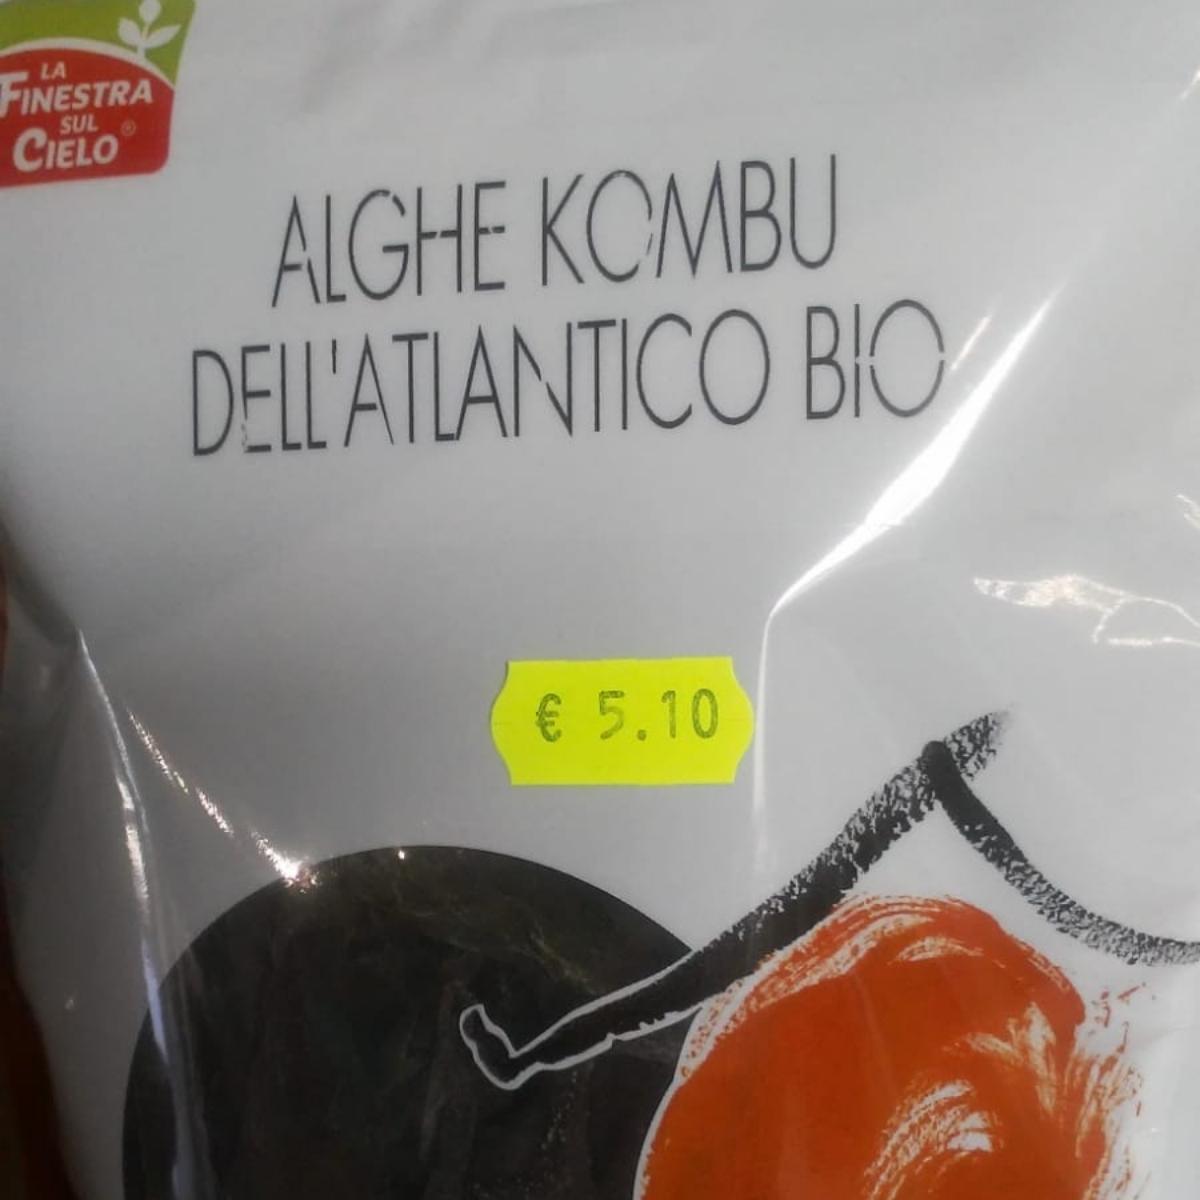 LA
FINESTRA
SUL
CIELO®
ALGHE KOMBU
DELL'ATLANTICO BIO
€ 5.10